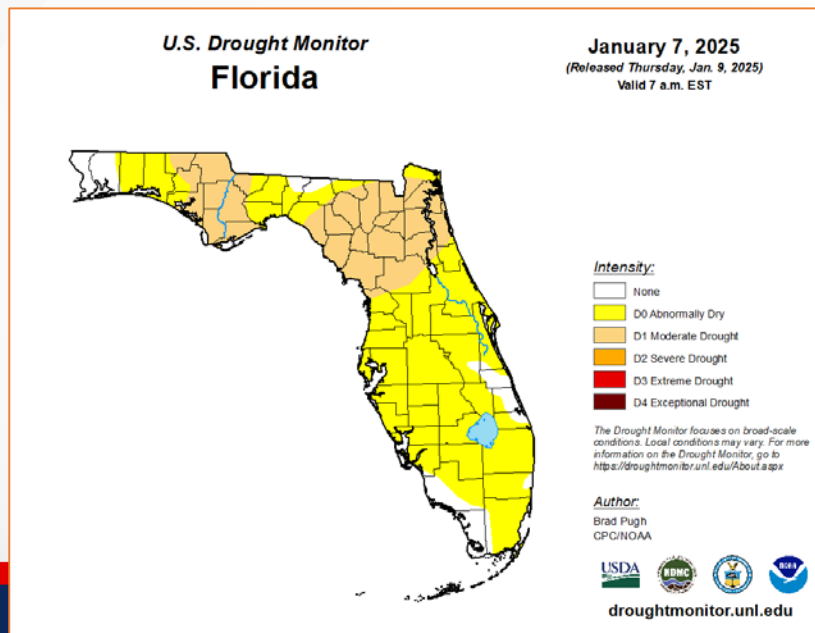 U.S. Drought Monitor
Florida
January 7, 2025
(Released Thursday, Jan. 9, 2025)
Valid 7 a.m. EST
Intensity:
None
D0 Abnormally Dry
D1 Moderate Drought
D2 Severe Drought
D3 Extreme Drought
D4 Exceptional Drought
The Drought Monitor focuses on broad-scale
conditions. Local conditions may vary. For more
information on the Drought Monitor, go to
https://droughtmonitor.unl.edu/About.aspx
Author:
Brad Pugh
CPC/NOAA
USDA
NDMC
NOAA
droughtmonitor.unl.edu